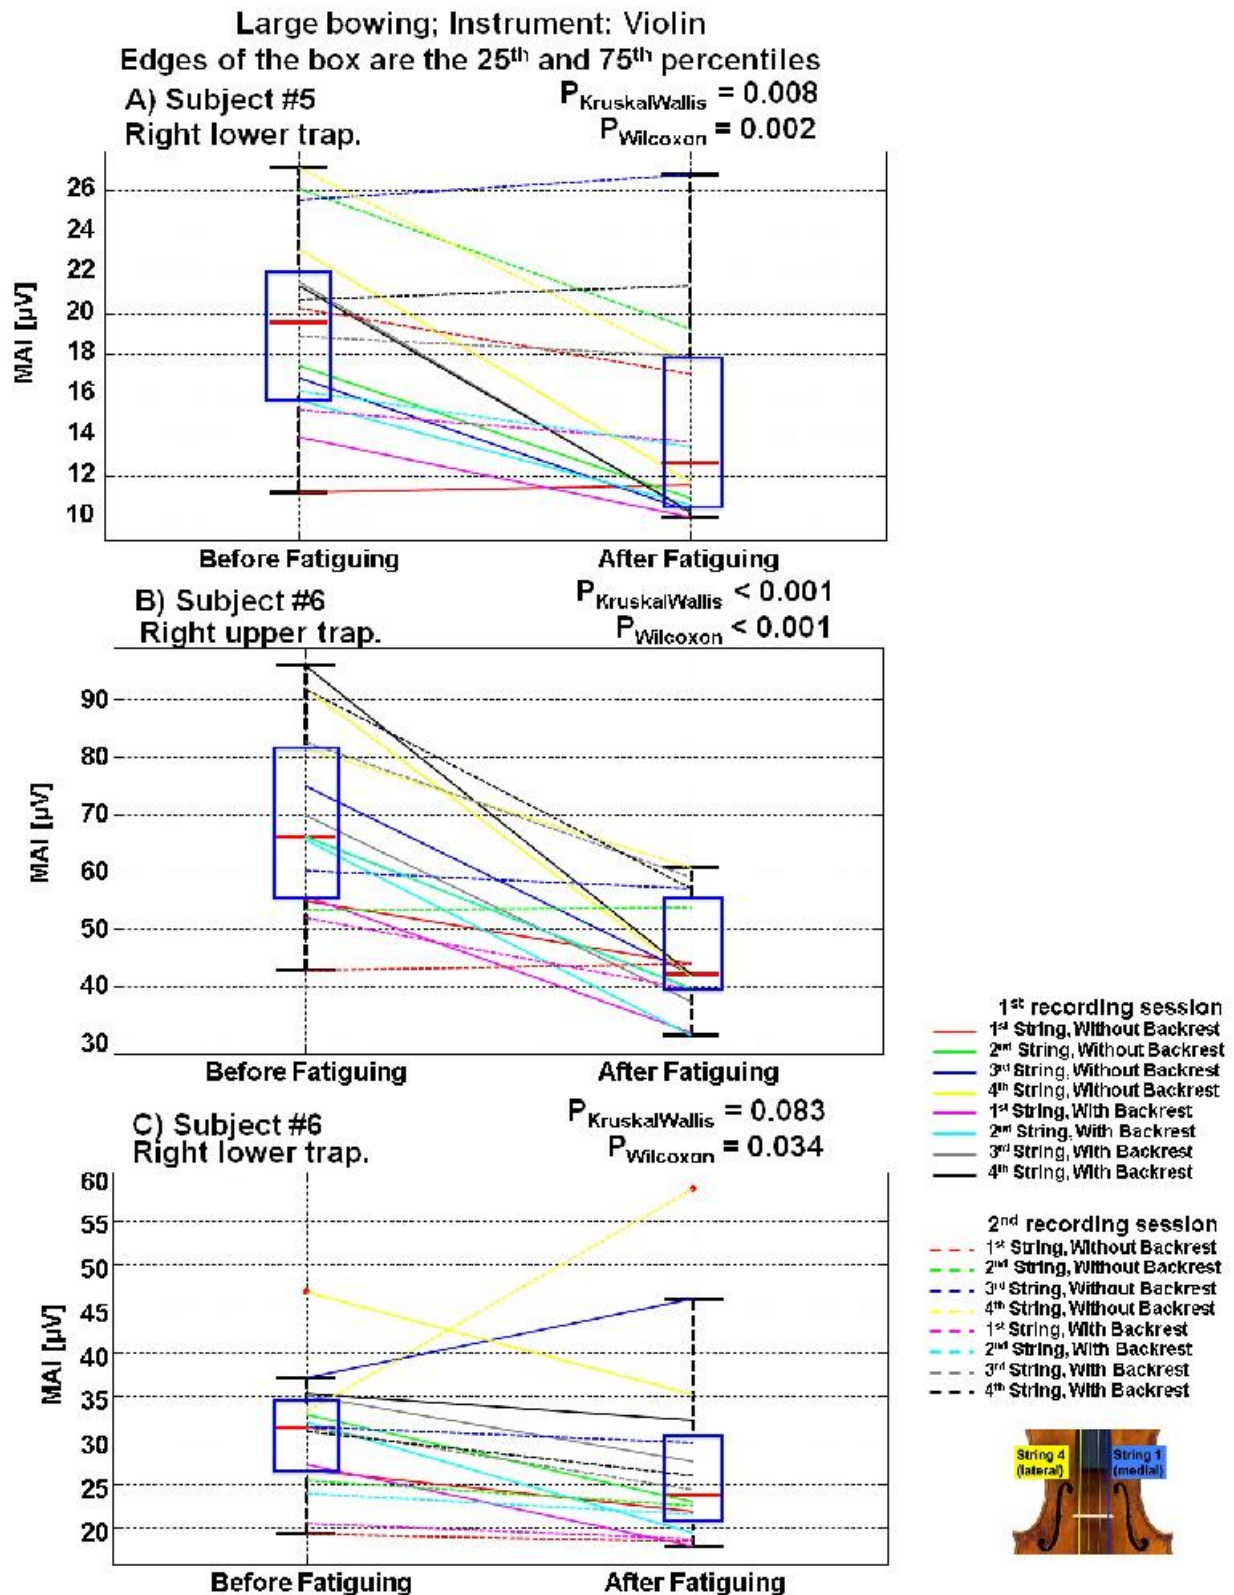 Large bowing; Instrument: Violin
Edges of the box are the 25th and 75th percentiles
A) Subject #5
Right lower trap.
PKruskalWallis = 0.008
PWilcoxon = 0.002
MAI [µV]
26
24
22
20
18
16
14
12
10
Before Fatiguing
After Fatiguing
B) Subject #6
Right upper trap.
PKruskalWallis < 0.001
PWilcoxon < 0.001
MAI [µV]
90
80
70
60
50
40
30
Before Fatiguing
After Fatiguing
C) Subject #6
Right lower trap.
PKruskalWallis = 0.083
PWilcoxon = 0.034
MAI [µV]
60
55
50
45
40
35
30
25
20
Before Fatiguing
After Fatiguing
1st recording session
1st String, Without Backrest
2nd String, Without Backrest
3rd String, Without Backrest
4th String, Without Backrest
1st String, With Backrest
2nd String, With Backrest
3rd String, With Backrest
4th String, With Backrest
2nd recording session
1st String, Without Backrest
2nd String, Without Backrest
3rd String, Without Backrest
4th String, Without Backrest
1st String, With Backrest
2nd String, With Backrest
3rd String, With Backrest
4th String, With Backrest
String 4
(lateral)
String 1
(medial)